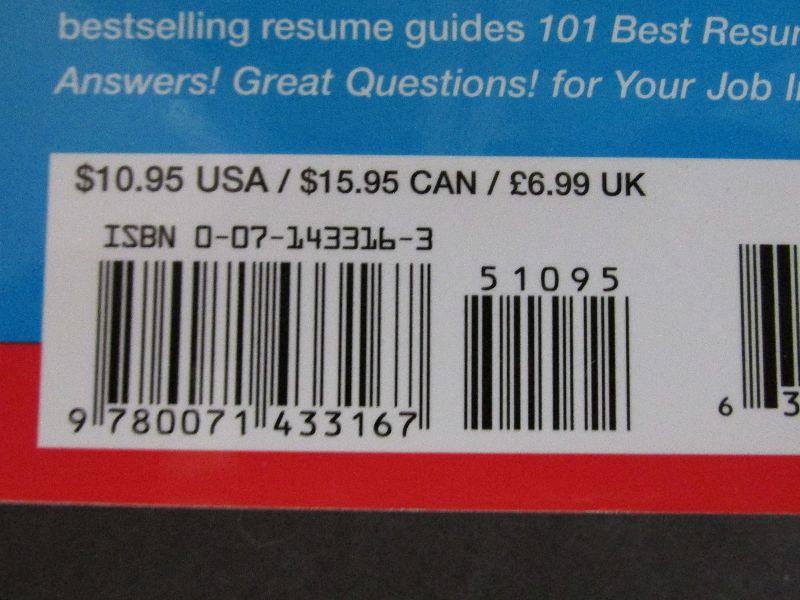 bestselling resume guides 101 Best Resu
Answers! Great Questions! for Your Job
$10.95 USA / $15.95 CAN / £6.99 UK
ISBN 0-07-143316-3
51095
9 780071 433167
6 3